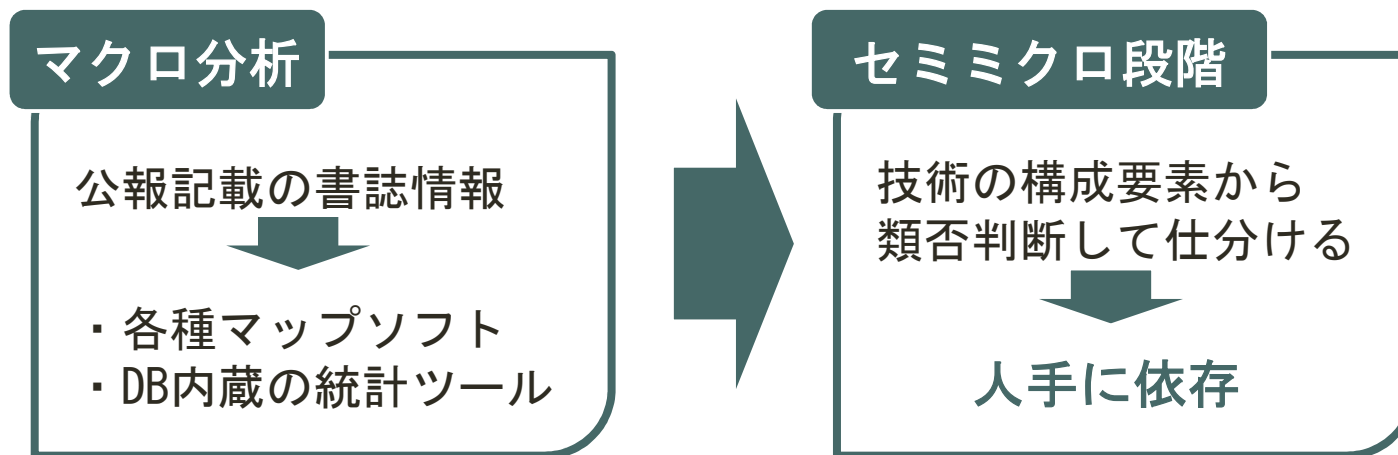 マクロ分析
公報記載の書誌情報
・各種マップソフト
・DB内蔵の統計ツール
セミミクロ段階
技術の構成要素から
類否判断して仕分ける
人手に依存